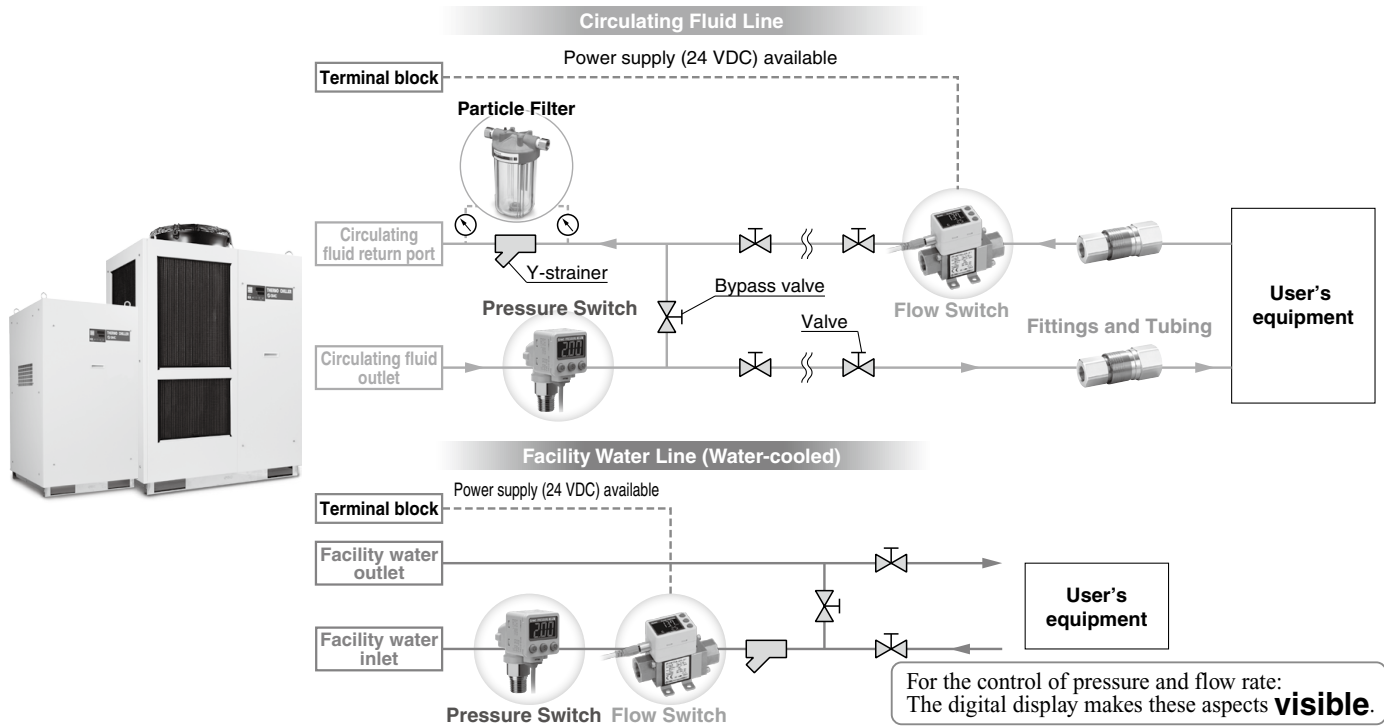 Circulating Fluid Line
Power supply (24 VDC) available
Terminal block
Particle Filter
Circulating
fluid return port
Y-strainer
Bypass valve
Pressure Switch
Flow Switch
Valve
Fittings and Tubing
User's
equipment
Circulating fluid
outlet
200
Facility Water Line (Water-cooled)
Power supply (24 VDC) available
Terminal block
Facility water
outlet
User's
equipment
Facility water
inlet
200
Pressure Switch
Flow Switch
For the control of pressure and flow rate:
The digital display makes these aspects visible.